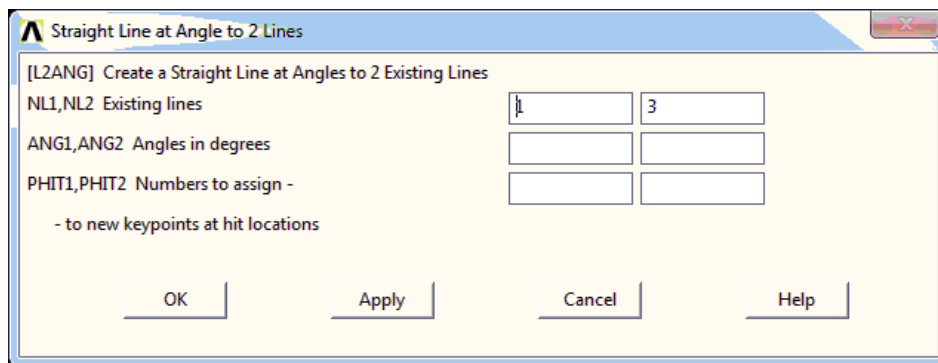 Straight Line at Angle to 2 Lines
[L2ANG] Create a Straight Line at Angles to 2 Existing Lines
NL1,NL2 Existing lines 1 3
ANG1,ANG2 Angles in degrees
PHIT1,PHIT2 Numbers to assign -
- to new keypoints at hit locations
OK Apply Cancel Help